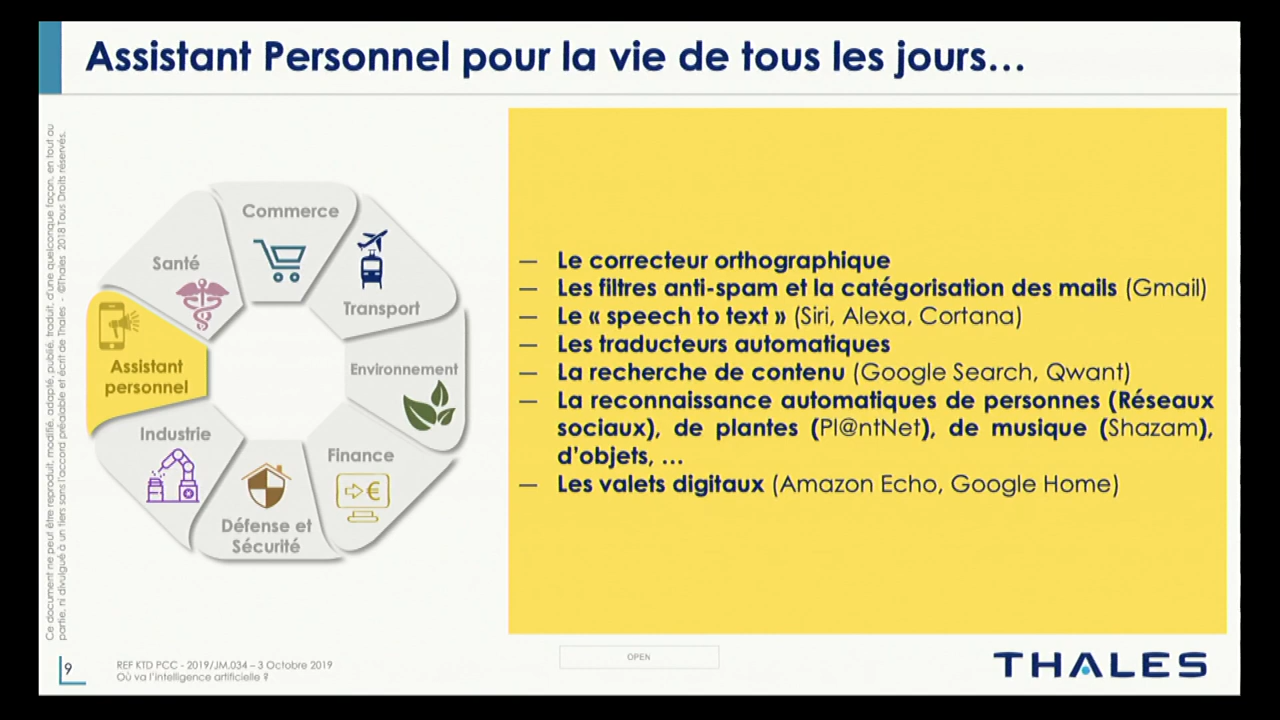 Assistant Personnel pour la vie de tous les jours…
Ce document ne peut être reproduit, modifié, adapté, publié, traduit, d'une quelconque façon, en tout ou
partie, ni divulgué à un tiers sans l'accord préalable et écrit de Thales - ©Thales 2018 Tous Droits réservés.
Commerce
Transport
Environnement
Finance
Défense et
Sécurité
Industrie
Assistant
personnel
Santé
— Le correcteur orthographique
— Les filtres anti-spam et la catégorisation des mails (Gmail)
— Le « speech to text » (Siri, Alexa, Cortana)
— Les traducteurs automatiques
— La recherche de contenu (Google Search, Qwant)
— La reconnaissance automatiques de personnes (Réseaux
sociaux), de plantes (Pl@ntNet), de musique (Shazam),
d'objets, …
— Les valets digitaux (Amazon Echo, Google Home)
9
REF KTD PCC - 2019/JM.034 – 3 Octobre 2019
Où va l'intelligence artificielle ?
OPEN
THALES